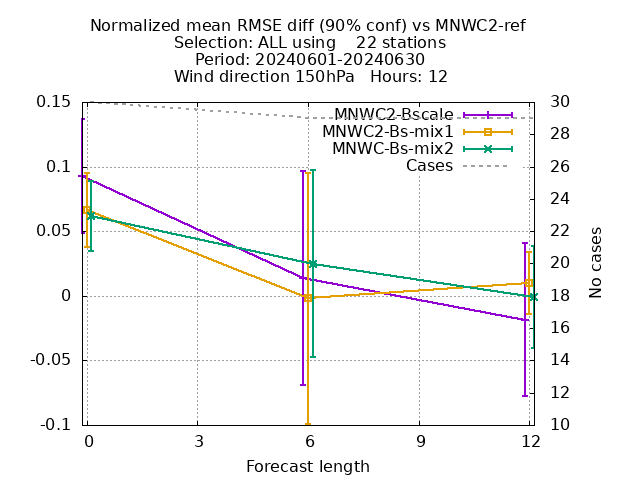 Normalized mean RMSE diff (90% conf) vs MNWC2-ref
Selection: ALL using    22 stations
Period: 20240601-20240630
Wind direction 150hPa   Hours: 12
MNWC2-Bscale
MNWC2-Bs-mix1
MNWC-Bs-mix2
Cases
0.15
0.1
0.05
0
-0.05
-0.1
30
28
26
24
22
20
18
16
14
12
10
No cases
0 3 6 9 12
Forecast length